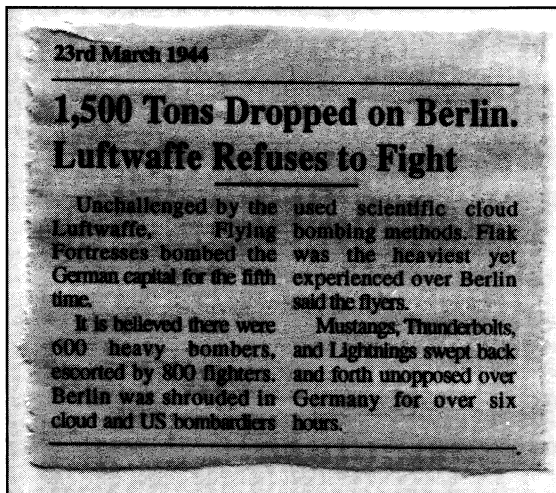 23rd March 1944
1,500 Tons Dropped on Berlin.
Luftwaffe Refuses to Fight
Unchallenged by the
Luftwaffe, Flying
Fortresses bombed the
German capital for the fifth
time.
It is believed there were
600 heavy bombers,
escorted by 800 fighters.
Berlin was shrouded in
cloud and US bombardiers
used scientific cloud
bombing methods. Flak
was the heaviest yet
experienced over Berlin
said the flyers.
Mustangs, Thunderbolts,
and Lightnings swept back
and forth unopposed over
Germany for over six
hours.